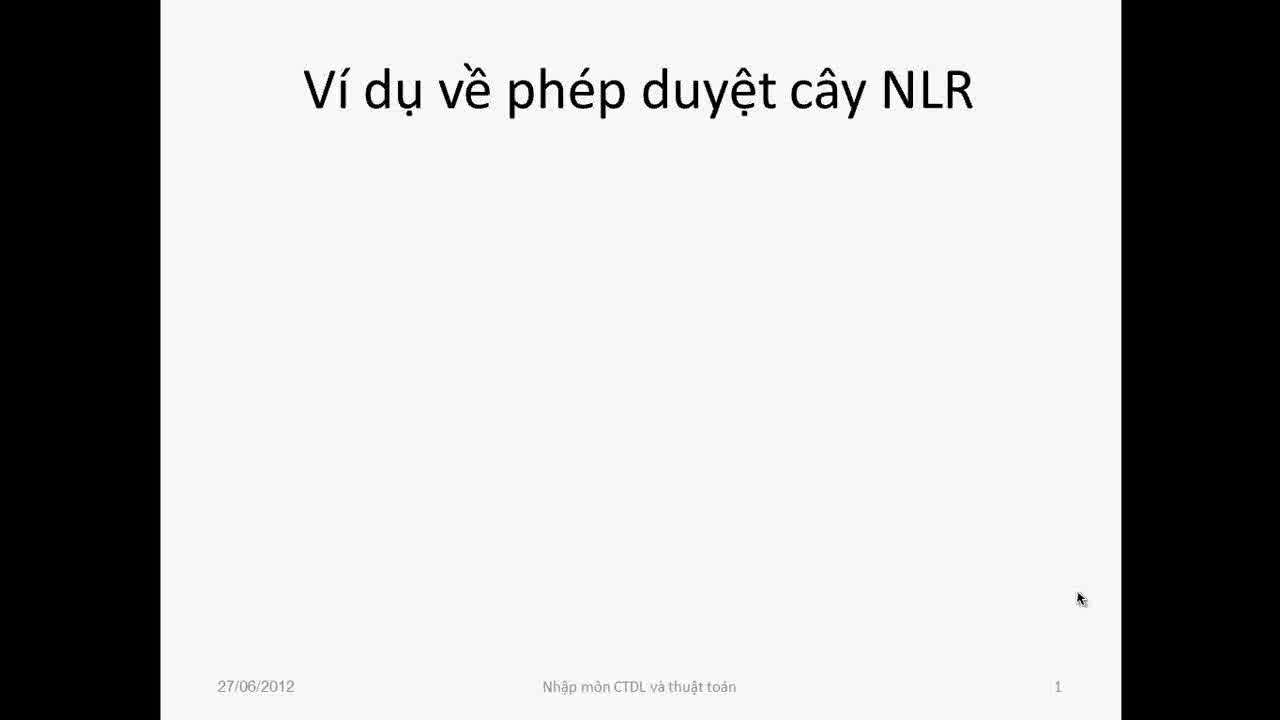 Ví dụ về phép duyệt cây NLR
27/06/2012
Nhập môn CTDL và thuật toán
1